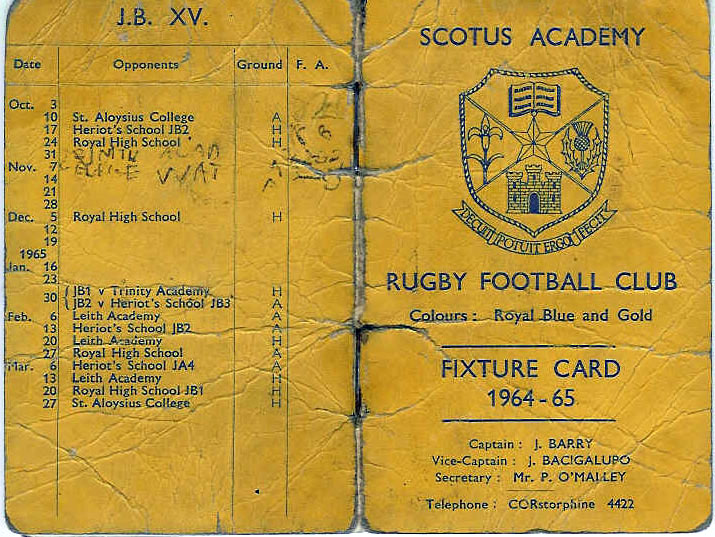 J.B. XV.
Date Opponents Ground F. A.
Oct. 3
10 St. Aloysius College A
17 Heriot's School JB2 H
24 Royal High School A
31
Nov. 7
14
21
28
Dec. 5 Royal High School H
12
19
1965
Jan. 16
23
30 JB1 v Trinity Academy H
JB2 v Heriot's School JB3 A
Feb. 6 Leith Academy A
13 Heriot's School JB2 A
20 Leith Academy H
27 Royal High School A
Mar. 6 Heriot's School JA4 A
13 Leith Academy H
20 Royal High School JB1 H
27 St. Aloysius College H
SCOTUS ACADEMY
DECUIT POTUIT ERGO FECIT
RUGBY FOOTBALL CLUB
Colours : Royal Blue and Gold
FIXTURE CARD
1964-65
Captain : J. BARRY
Vice-Captain : J. BACIGALUPO
Secretary : Mr. P. O'MALLEY
Telephone : CORstorphine 4422